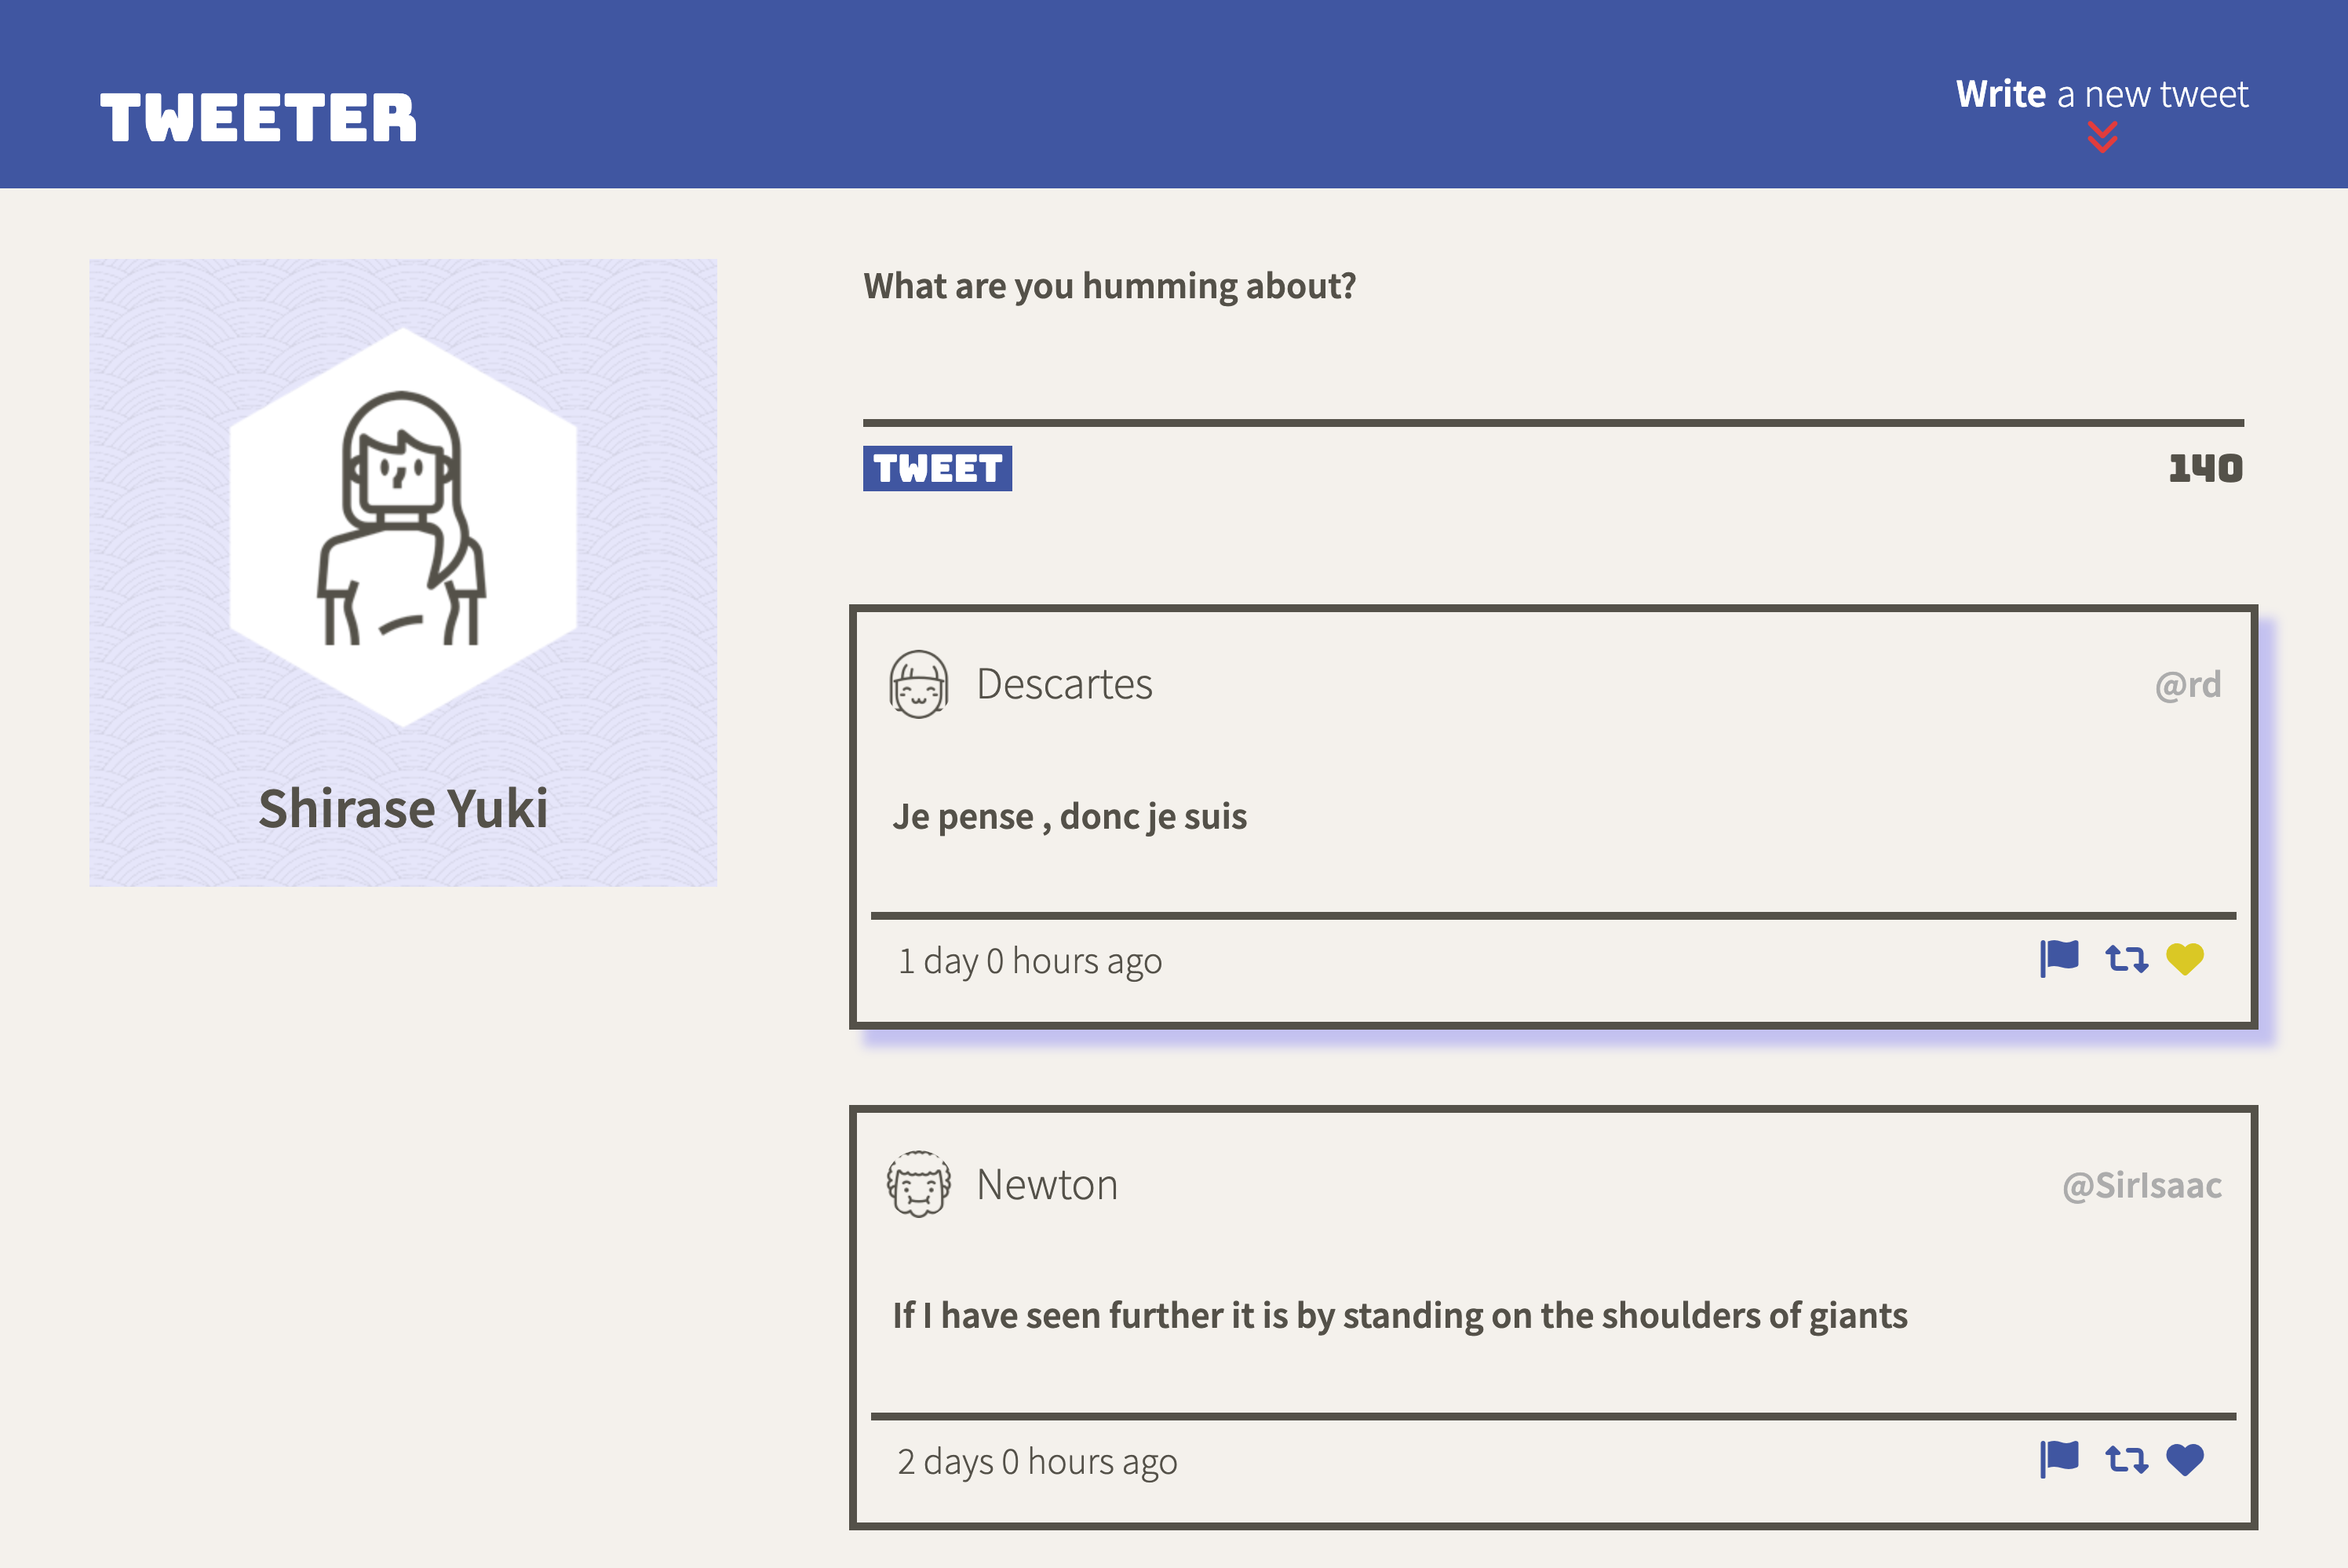 TWEETER
Write a new tweet
Shirase Yuki
What are you humming about?
TWEET
140
Descartes
@rd
Je pense , donc je suis
1 day 0 hours ago
Newton
@SirIsaac
If I have seen further it is by standing on the shoulders of giants
2 days 0 hours ago